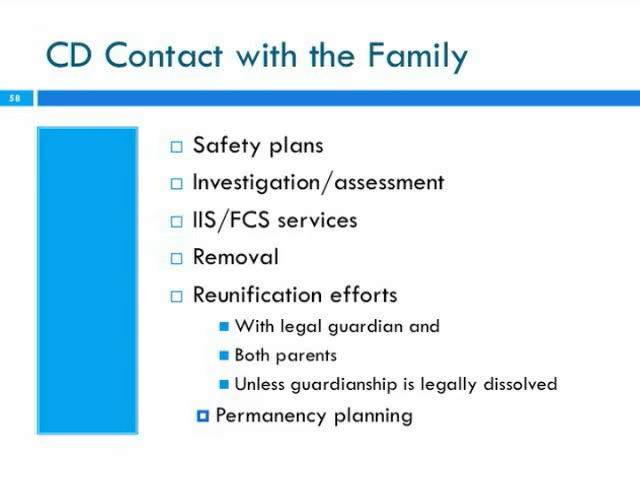 CD Contact with the Family
58
Safety plans
Investigation/assessment
IIS/FCS services
Removal
Reunification efforts
With legal guardian and
Both parents
Unless guardianship is legally dissolved
Permanency planning